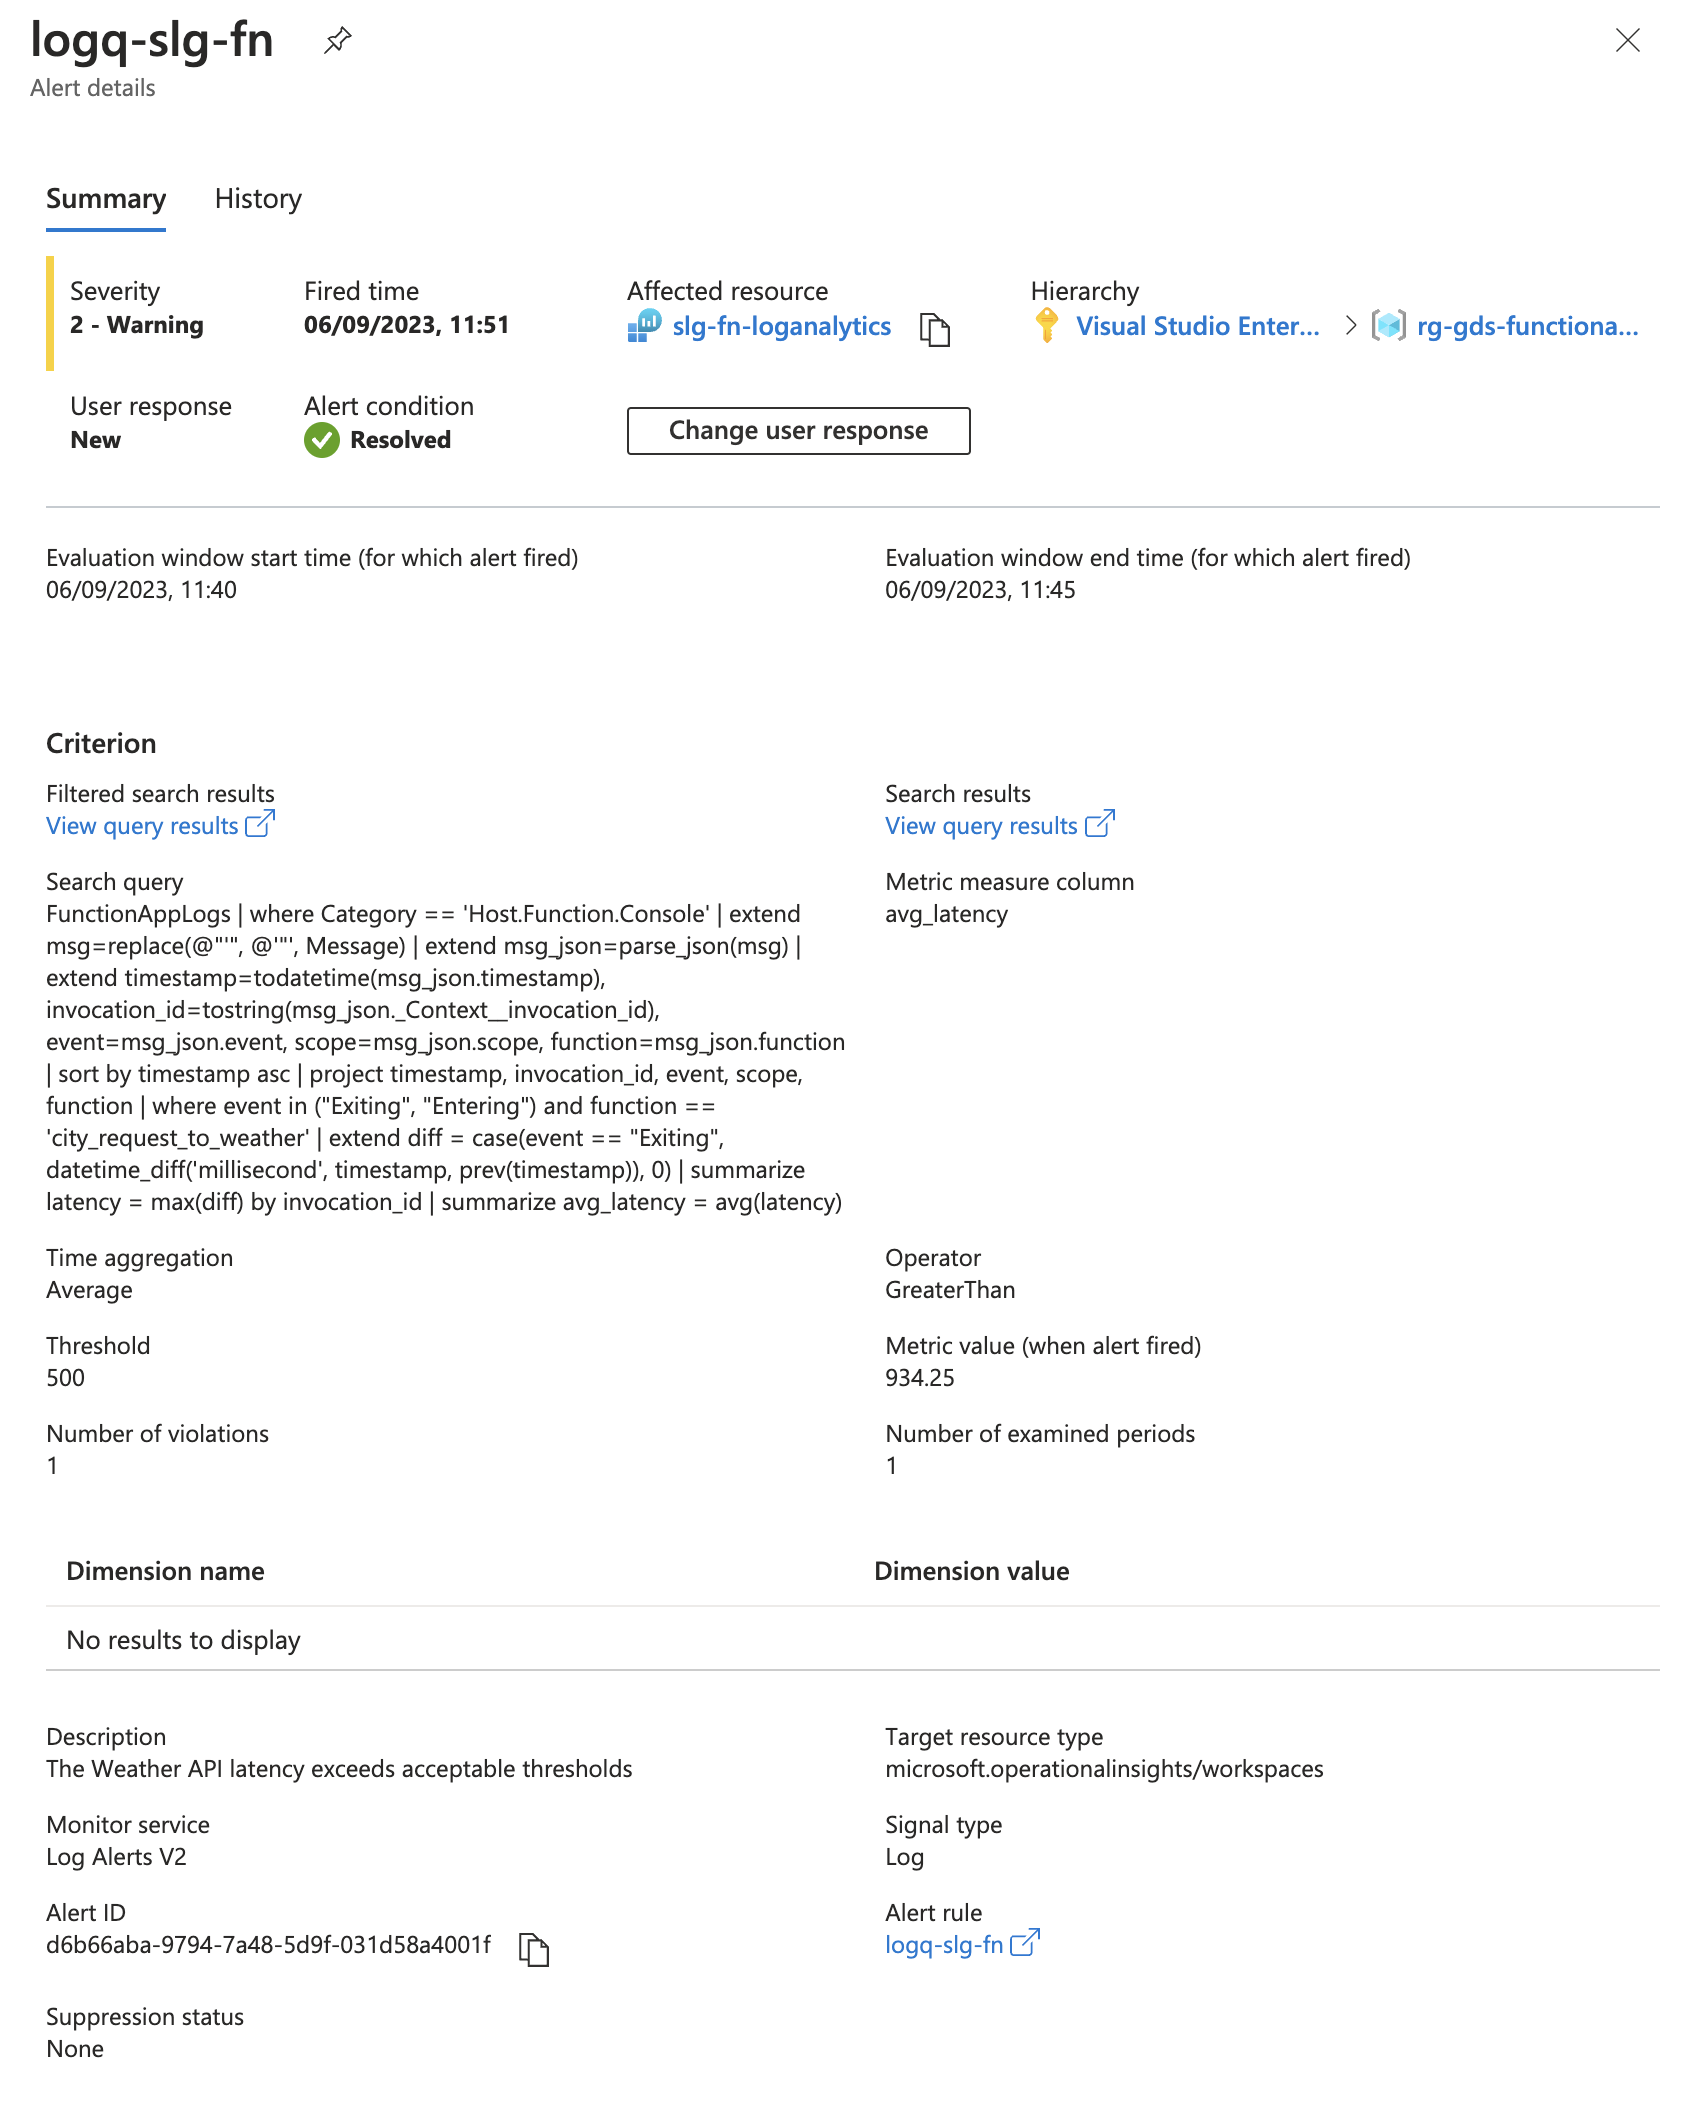 logq-slg-fn
Alert details
Summary
History
Severity
2 - Warning
Fired time
06/09/2023, 11:51
Affected resource
slg-fn-loganalytics
Hierarchy
Visual Studio Enter...
rg-gds-functiona...
User response
New
Alert condition
Resolved
Change user response
Evaluation window start time (for which alert fired)
06/09/2023, 11:40
Evaluation window end time (for which alert fired)
06/09/2023, 11:45
Criterion
Filtered search results
View query results
Search results
View query results
Search query
FunctionAppLogs | where Category == 'Host.Function.Console' | extend
msg=replace(@"'", @'"', Message) | extend msg_json=parse_json(msg) |
extend timestamp=todatetime(msg_json.timestamp),
invocation_id=tostring(msg_json._Context__invocation_id),
event=msg_json.event, scope=msg_json.scope, function=msg_json.function
| sort by timestamp asc | project timestamp, invocation_id, event, scope,
function | where event in ("Exiting", "Entering") and function ==
'city_request_to_weather' | extend diff = case(event == "Exiting",
datetime_diff('millisecond', timestamp, prev(timestamp)), 0) | summarize
latency = max(diff) by invocation_id | summarize avg_latency = avg(latency)
Metric measure column
avg_latency
Time aggregation
Average
Operator
GreaterThan
Threshold
500
Metric value (when alert fired)
934.25
Number of violations
1
Number of examined periods
1
Dimension name
Dimension value
No results to display
Description
The Weather API latency exceeds acceptable thresholds
Target resource type
microsoft.operationalinsights/workspaces
Monitor service
Log Alerts V2
Signal type
Log
Alert ID
d6b66aba-9794-7a48-5d9f-031d58a4001f
Alert rule
logq-slg-fn
Suppression status
None